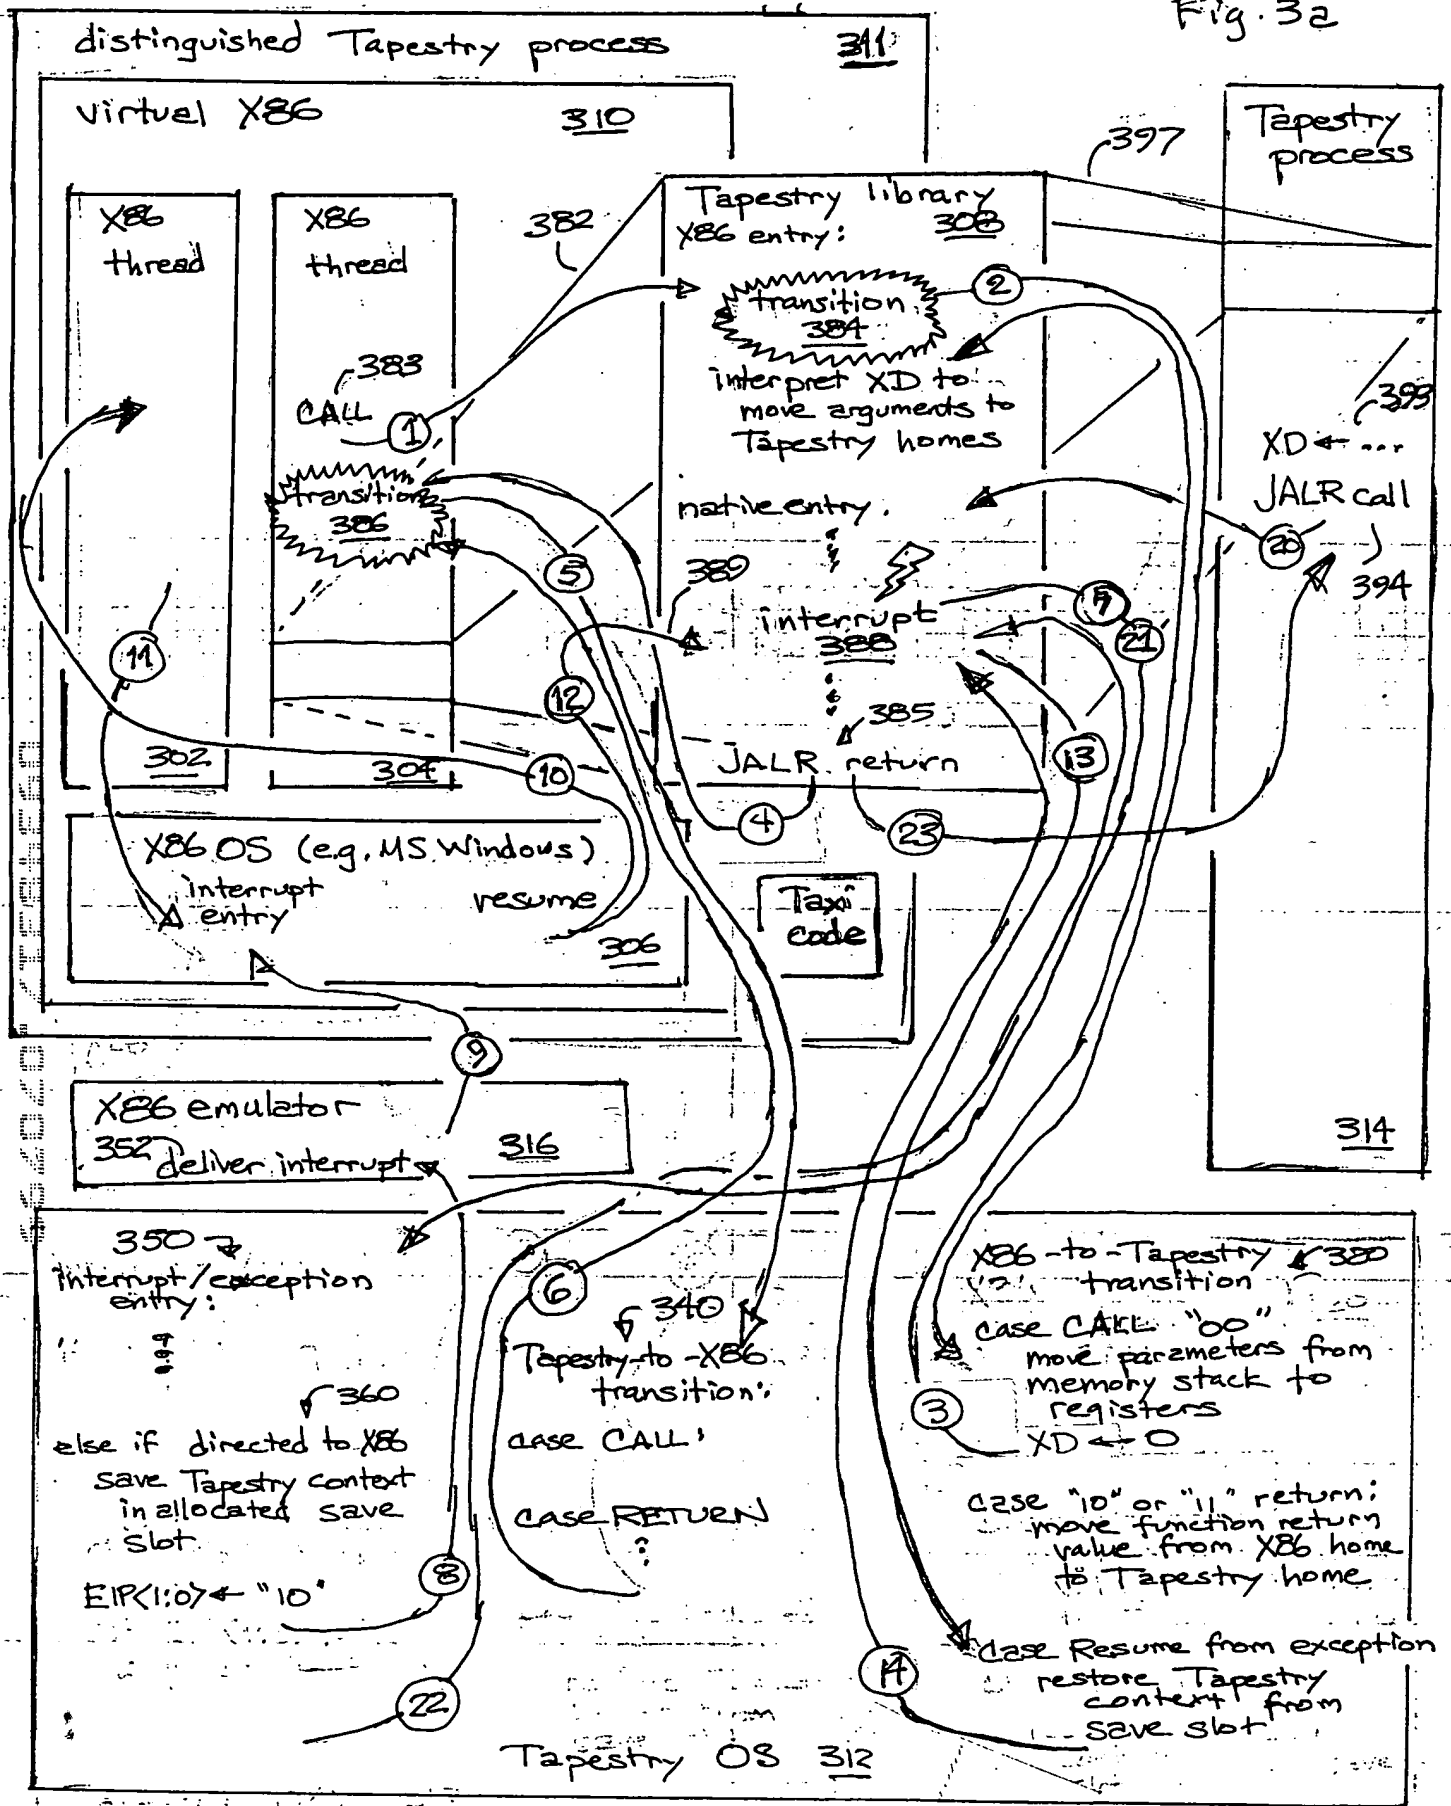 Fig. 3a
distinguished Tapestry process 311
virtual X86 310
X86
thread
302
X86
thread
383
CALL
1
transition
386
304
382
Tapestry library
X86 entry: 308
transition
384
2
interpret XD to
move arguments to
Tapestry homes
native entry.
389
interrupt
388
385
JALR return
397
Tapestry
process
393
XD ← ...
JALR call
394
20
314
5
21
11
12
10
13
4
23
X86 OS (e.g. MS Windows)
interrupt
entry
resume
306
Taxi
code
9
X86 emulator
352 deliver interrupt
316
350
interrupt/exception
entry:
360
else if directed to X86
save Tapestry context
in allocated save
slot
EIP<1:0> ← "10"
8
22
6
340
Tapestry-to-X86
transition:
case CALL:
case RETURN
X86-to-Tapestry 380
transition
case CALL "00"
move parameters from
memory stack to
registers
3
XD ← 0
case "10" or "11" return:
move function return
value from X86 home
to Tapestry home
case Resume from exception
restore Tapestry
context from
save slot
14
Tapestry OS 312